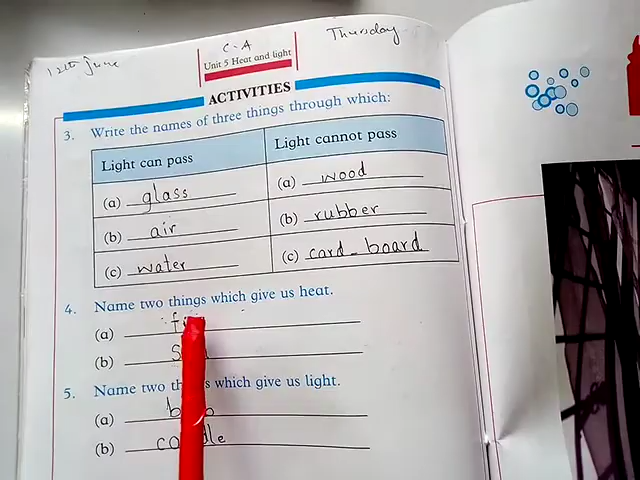 C-A
12th June
Thursday
Unit 5 Heat and light
ACTIVITIES
3. Write the names of three things through which:
Light can pass Light cannot pass
(a) glass (a) wood
(b) air (b) rubber
(c) water (c) card-board
4. Name two things which give us heat.
(a)
(b)
5. Name two which give us light.
(a)
(b)